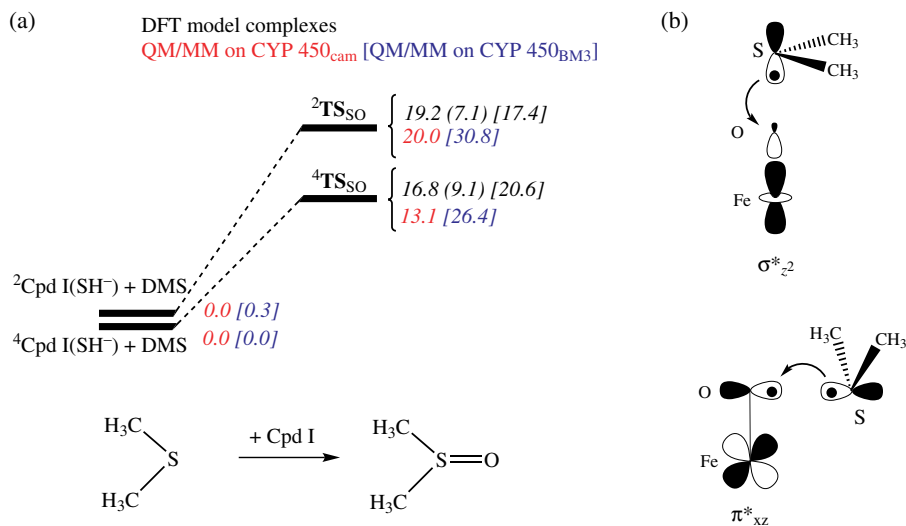 (a)
DFT model complexes
QM/MM on CYP 450cam [QM/MM on CYP 450BM3]
²TS_SO
19.2 (7.1) [17.4]
20.0 [30.8]
⁴TS_SO
16.8 (9.1) [20.6]
13.1 [26.4]
²Cpd I(SH⁻) + DMS
0.0 [0.3]
⁴Cpd I(SH⁻) + DMS
0.0 [0.0]
H₃C
S
H₃C
+ Cpd I
H₃C
S
O
H₃C
(b)
S
CH₃
CH₃
O
Fe
σ*z²
H₃C
CH₃
O
S
Fe
π*xz